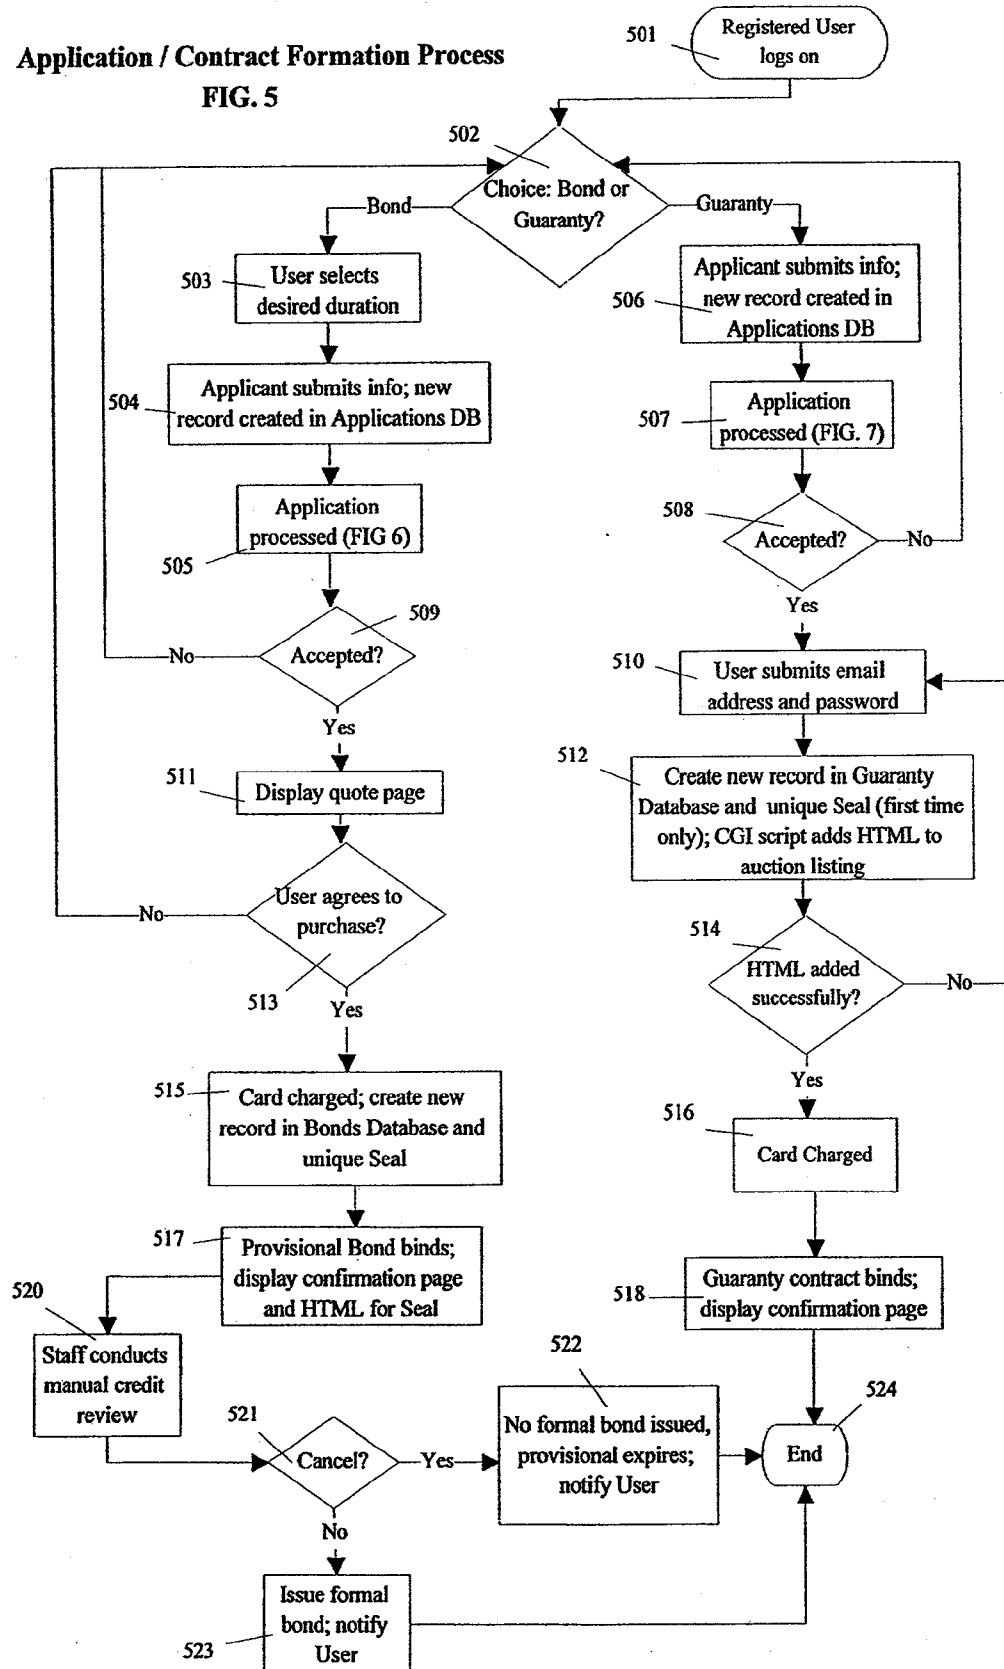 Application / Contract Formation Process
FIG. 5
501
Registered User
logs on
502
Choice: Bond or
Guaranty?
Bond
Guaranty
503
User selects
desired duration
506
Applicant submits info;
new record created in
Applications DB
504
Applicant submits info; new
record created in Applications DB
507
Application
processed (FIG. 7)
505
Application
processed (FIG 6)
508
Accepted?
No
Yes
509
Accepted?
No
Yes
510
User submits email
address and password
511
Display quote page
512
Create new record in Guaranty
Database and unique Seal (first time
only); CGI script adds HTML to
auction listing
User agrees to
purchase?
No
513
Yes
514
HTML added
successfully?
No
Yes
515
Card charged; create new
record in Bonds Database and
unique Seal
516
Card Charged
517
Provisional Bond binds;
display confirmation page
and HTML for Seal
518
Guaranty contract binds;
display confirmation page
520
Staff conducts
manual credit
review
521
Cancel?
Yes
No
522
No formal bond issued,
provisional expires;
notify User
524
End
523
Issue formal
bond; notify
User